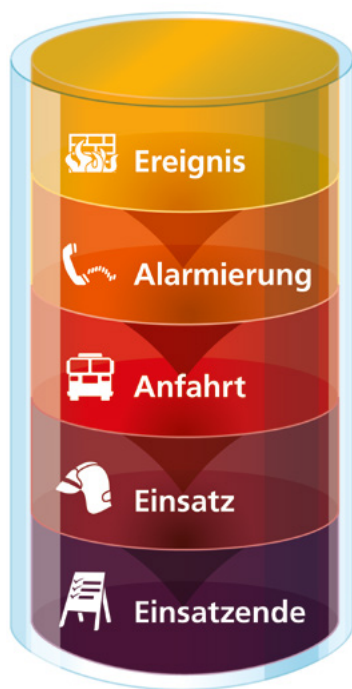 Ereignis
Alarmierung
Anfahrt
Einsatz
Einsatzende